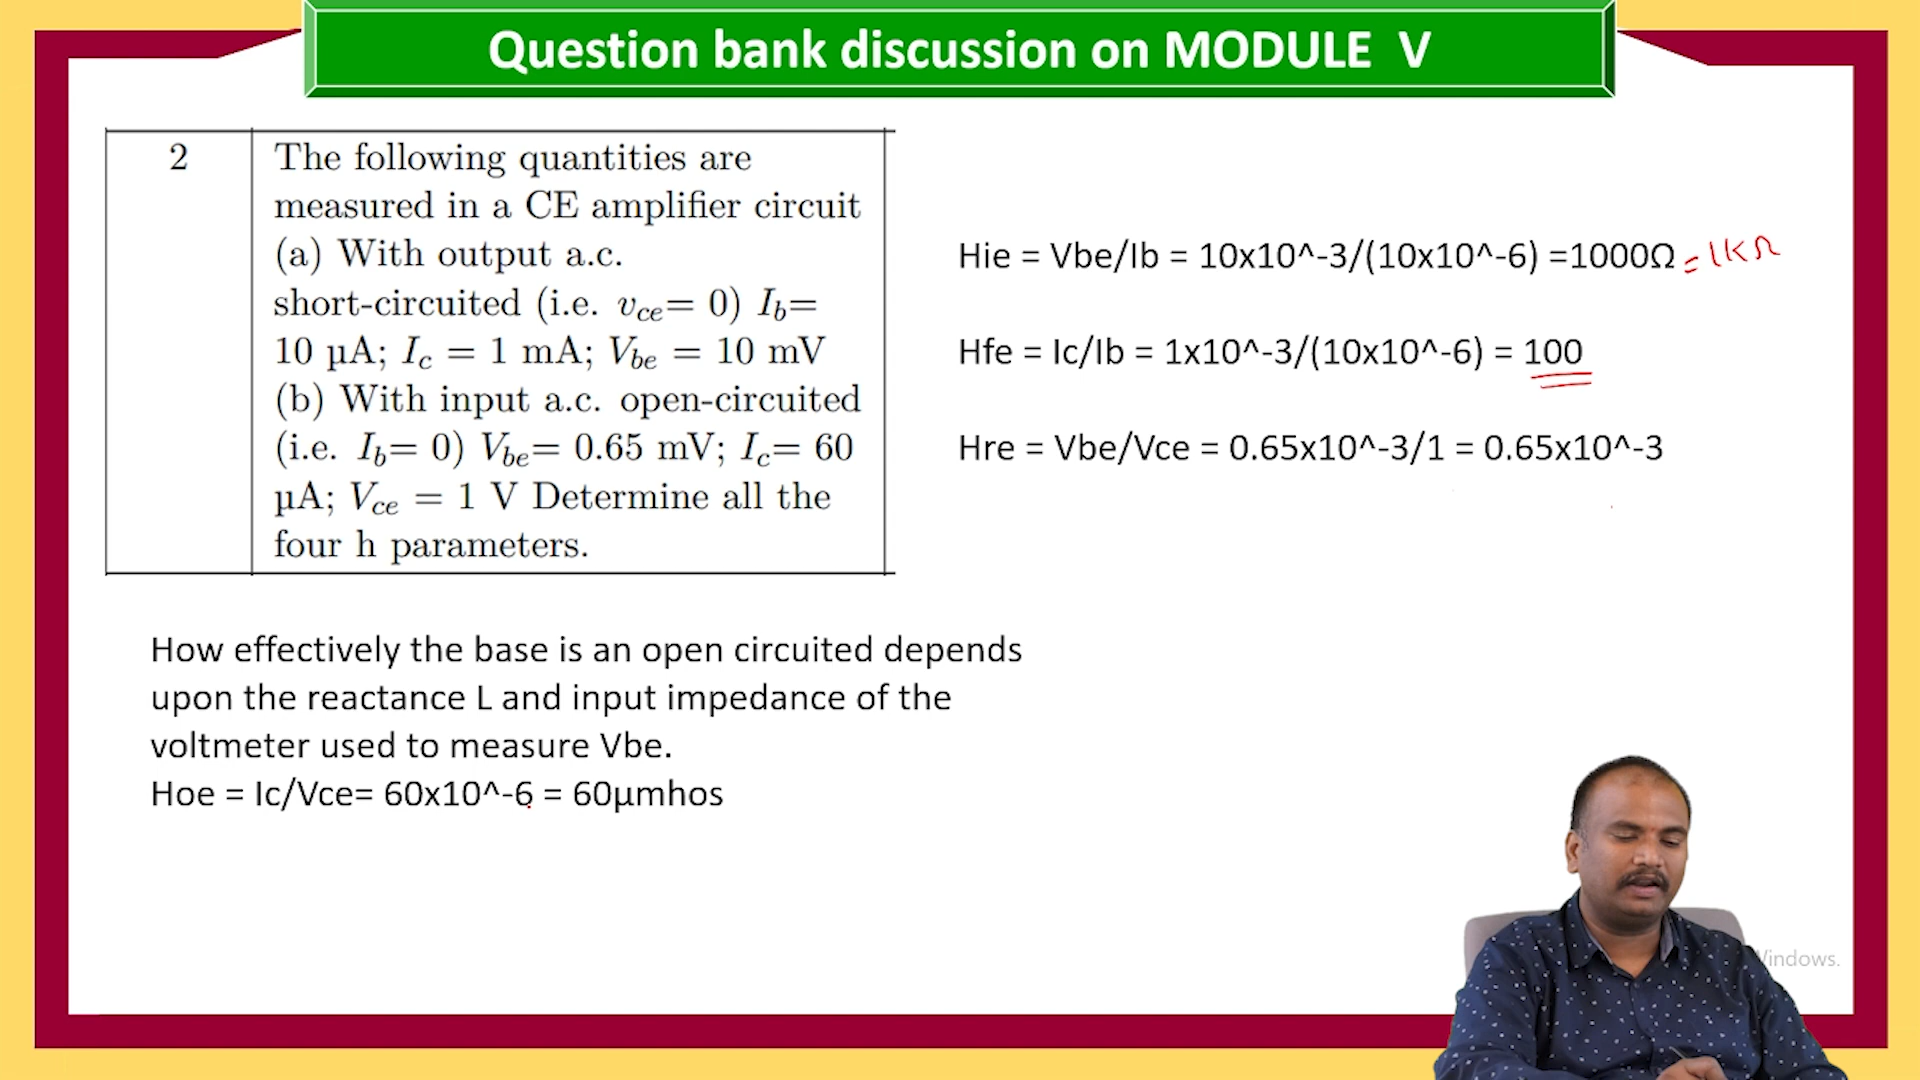 Question bank discussion on MODULE V
2
The following quantities are
measured in a CE amplifier circuit
(a) With output a.c.
short-circuited (i.e. vce= 0) Ib=
10 µA; Ic = 1 mA; Vbe = 10 mV
(b) With input a.c. open-circuited
(i.e. Ib= 0) Vbe= 0.65 mV; Ic= 60
µA; Vce = 1 V Determine all the
four h parameters.
Hie = Vbe/Ib = 10x10^-3/(10x10^-6) =1000Ω = 1KΩ
Hfe = Ic/Ib = 1x10^-3/(10x10^-6) = 100
Hre = Vbe/Vce = 0.65x10^-3/1 = 0.65x10^-3
How effectively the base is an open circuited depends
upon the reactance L and input impedance of the
voltmeter used to measure Vbe.
Hoe = Ic/Vce= 60x10^-6 = 60µmhos
Windows.